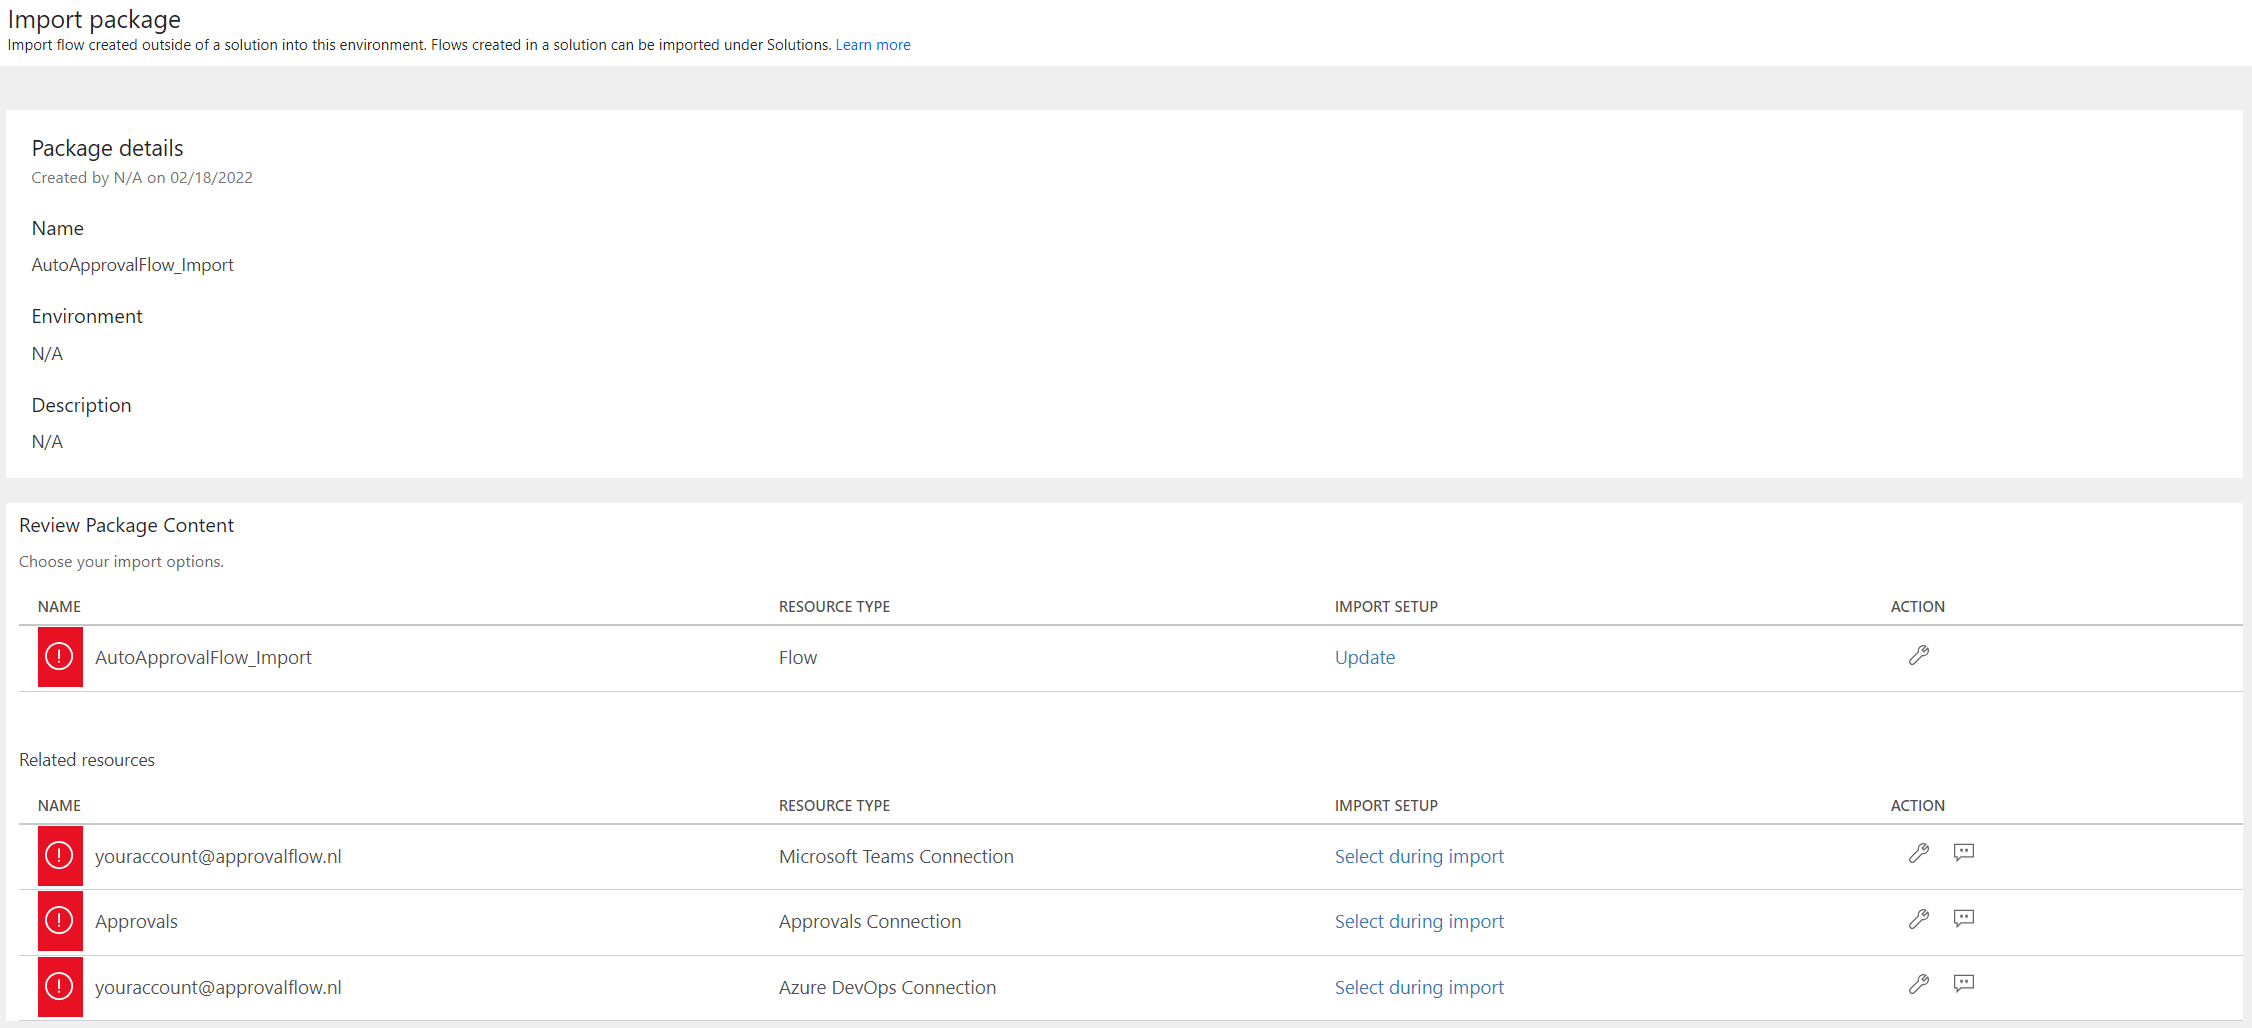 Import package
Import flow created outside of a solution into this environment. Flows created in a solution can be imported under Solutions. Learn more
Package details
Created by N/A on 02/18/2022
Name
AutoApprovalFlow_Import
Environment
N/A
Description
N/A
Review Package Content
Choose your import options.
NAME RESOURCE TYPE IMPORT SETUP ACTION
AutoApprovalFlow_Import Flow Update
Related resources
NAME RESOURCE TYPE IMPORT SETUP ACTION
youraccount@approvalflow.nl Microsoft Teams Connection Select during import
Approvals Approvals Connection Select during import
youraccount@approvalflow.nl Azure DevOps Connection Select during import